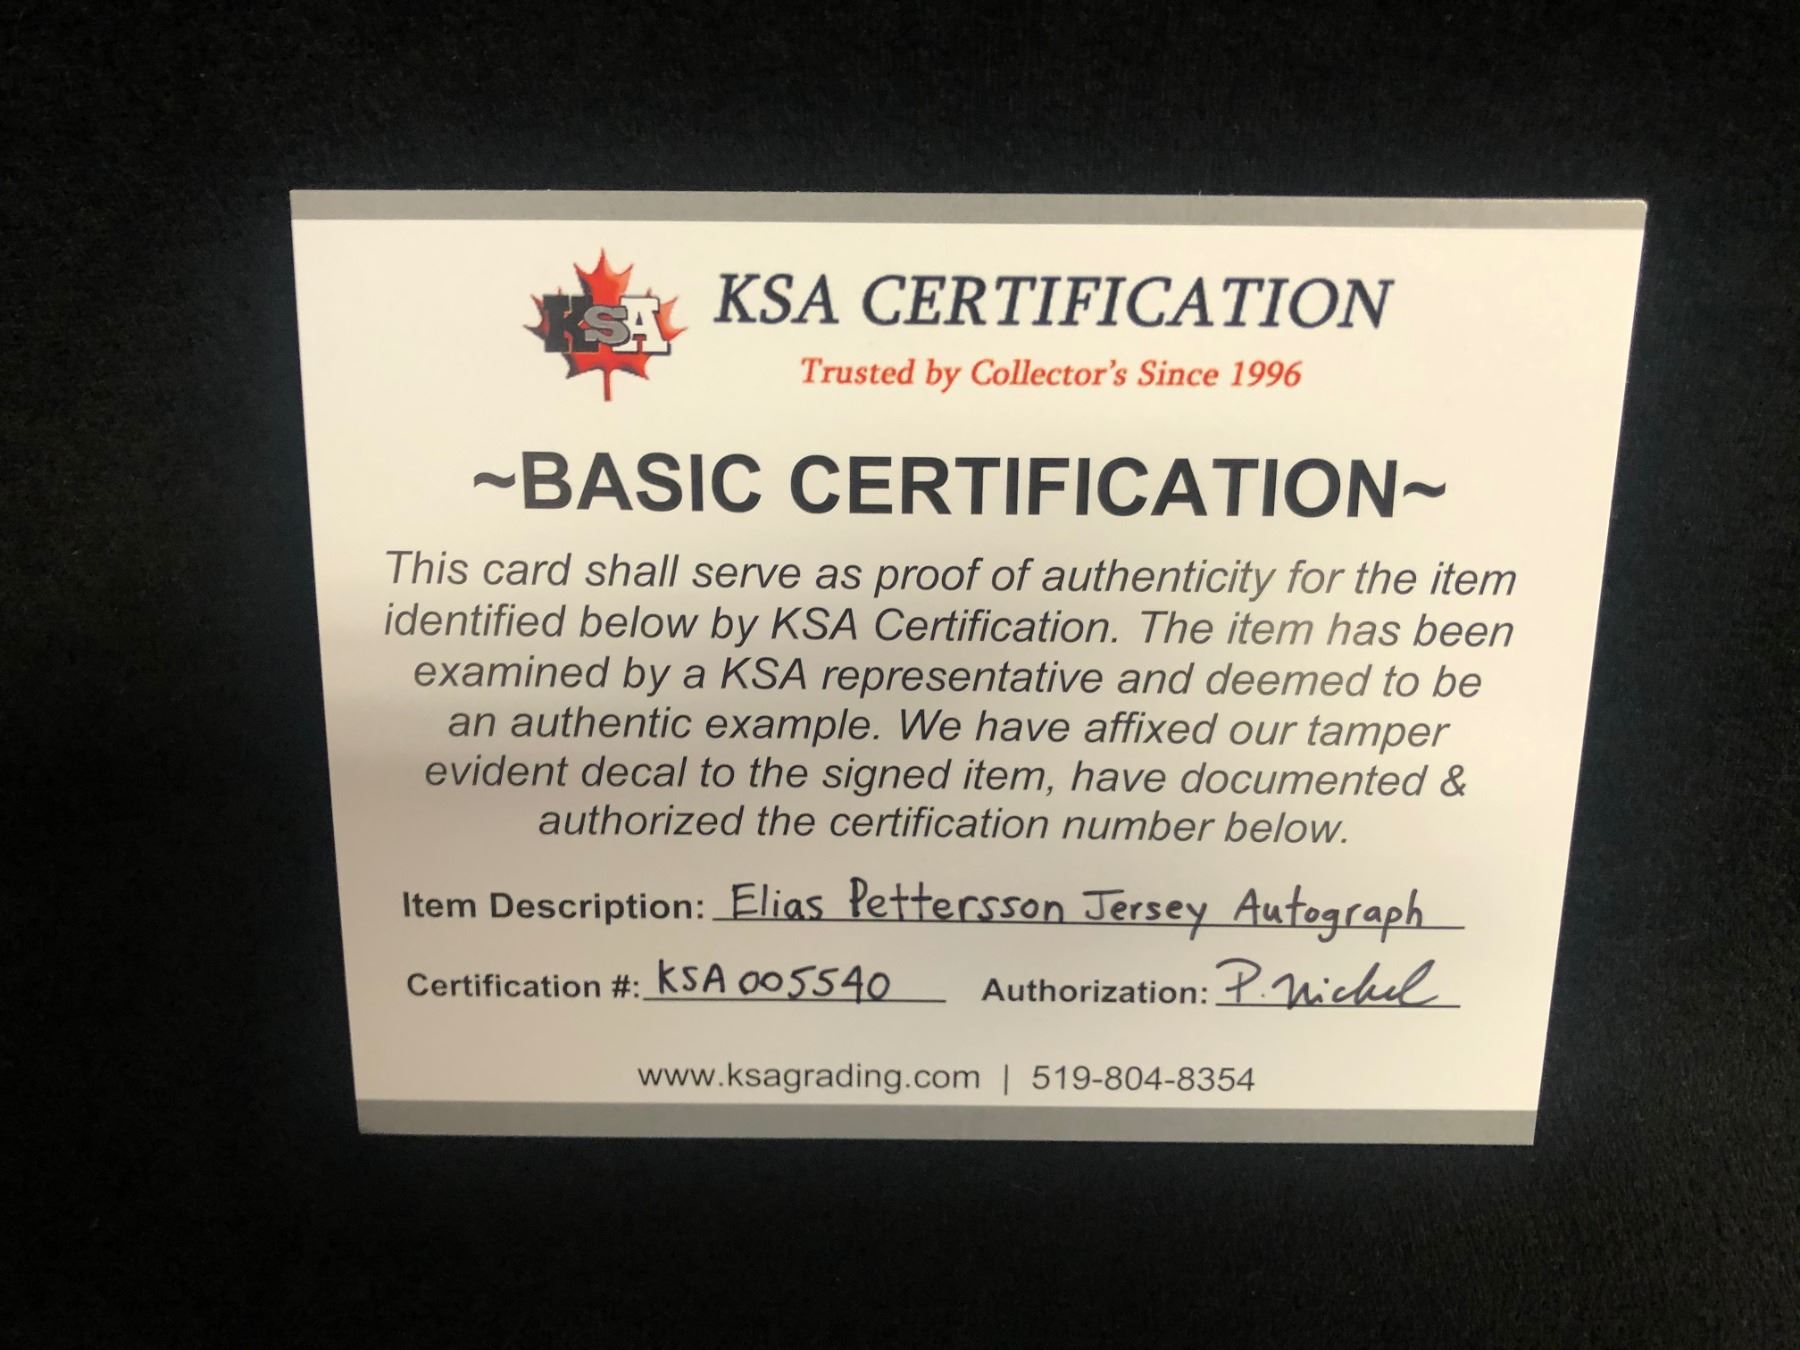 KSA
KSA CERTIFICATION
Trusted by Collector's Since 1996
~BASIC CERTIFICATION~
This card shall serve as proof of authenticity for the item
identified below by KSA Certification. The item has been
examined by a KSA representative and deemed to be
an authentic example. We have affixed our tamper
evident decal to the signed item, have documented &
authorized the certification number below.
Item Description: Elias Pettersson Jersey Autograph
Certification #: KSA 005540 Authorization: P. Nickel
www.ksagrading.com | 519-804-8354